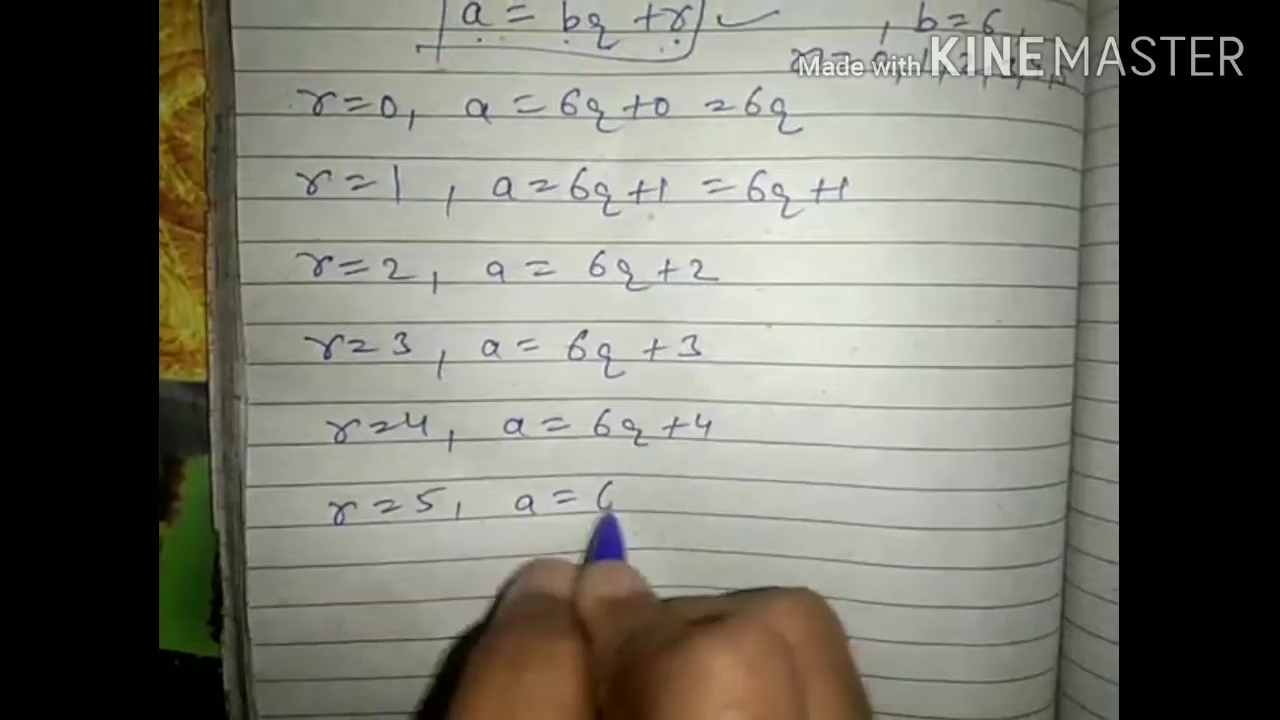 a = bq + r , b = 6,
Made with KINEMASTER
r = 0, a = 6q + 0 = 6q
r = 1, a = 6q + 1 = 6q + 1
r = 2, a = 6q + 2
r = 3, a = 6q + 3
r = 4, a = 6q + 4
r = 5, a = 6